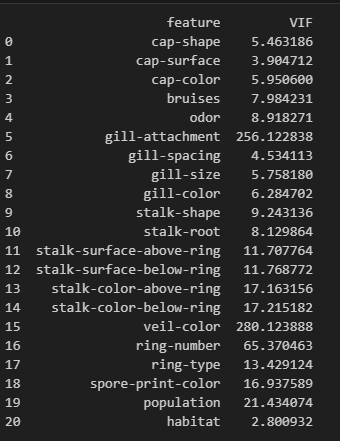 feature VIF
0 cap-shape 5.463186
1 cap-surface 3.904712
2 cap-color 5.950600
3 bruises 7.984231
4 odor 8.918271
5 gill-attachment 256.122838
6 gill-spacing 4.534113
7 gill-size 5.758180
8 gill-color 6.284702
9 stalk-shape 9.243136
10 stalk-root 8.129864
11 stalk-surface-above-ring 11.707764
12 stalk-surface-below-ring 11.768772
13 stalk-color-above-ring 17.163156
14 stalk-color-below-ring 17.215182
15 veil-color 280.123888
16 ring-number 65.370463
17 ring-type 13.429124
18 spore-print-color 16.937589
19 population 21.434074
20 habitat 2.800932